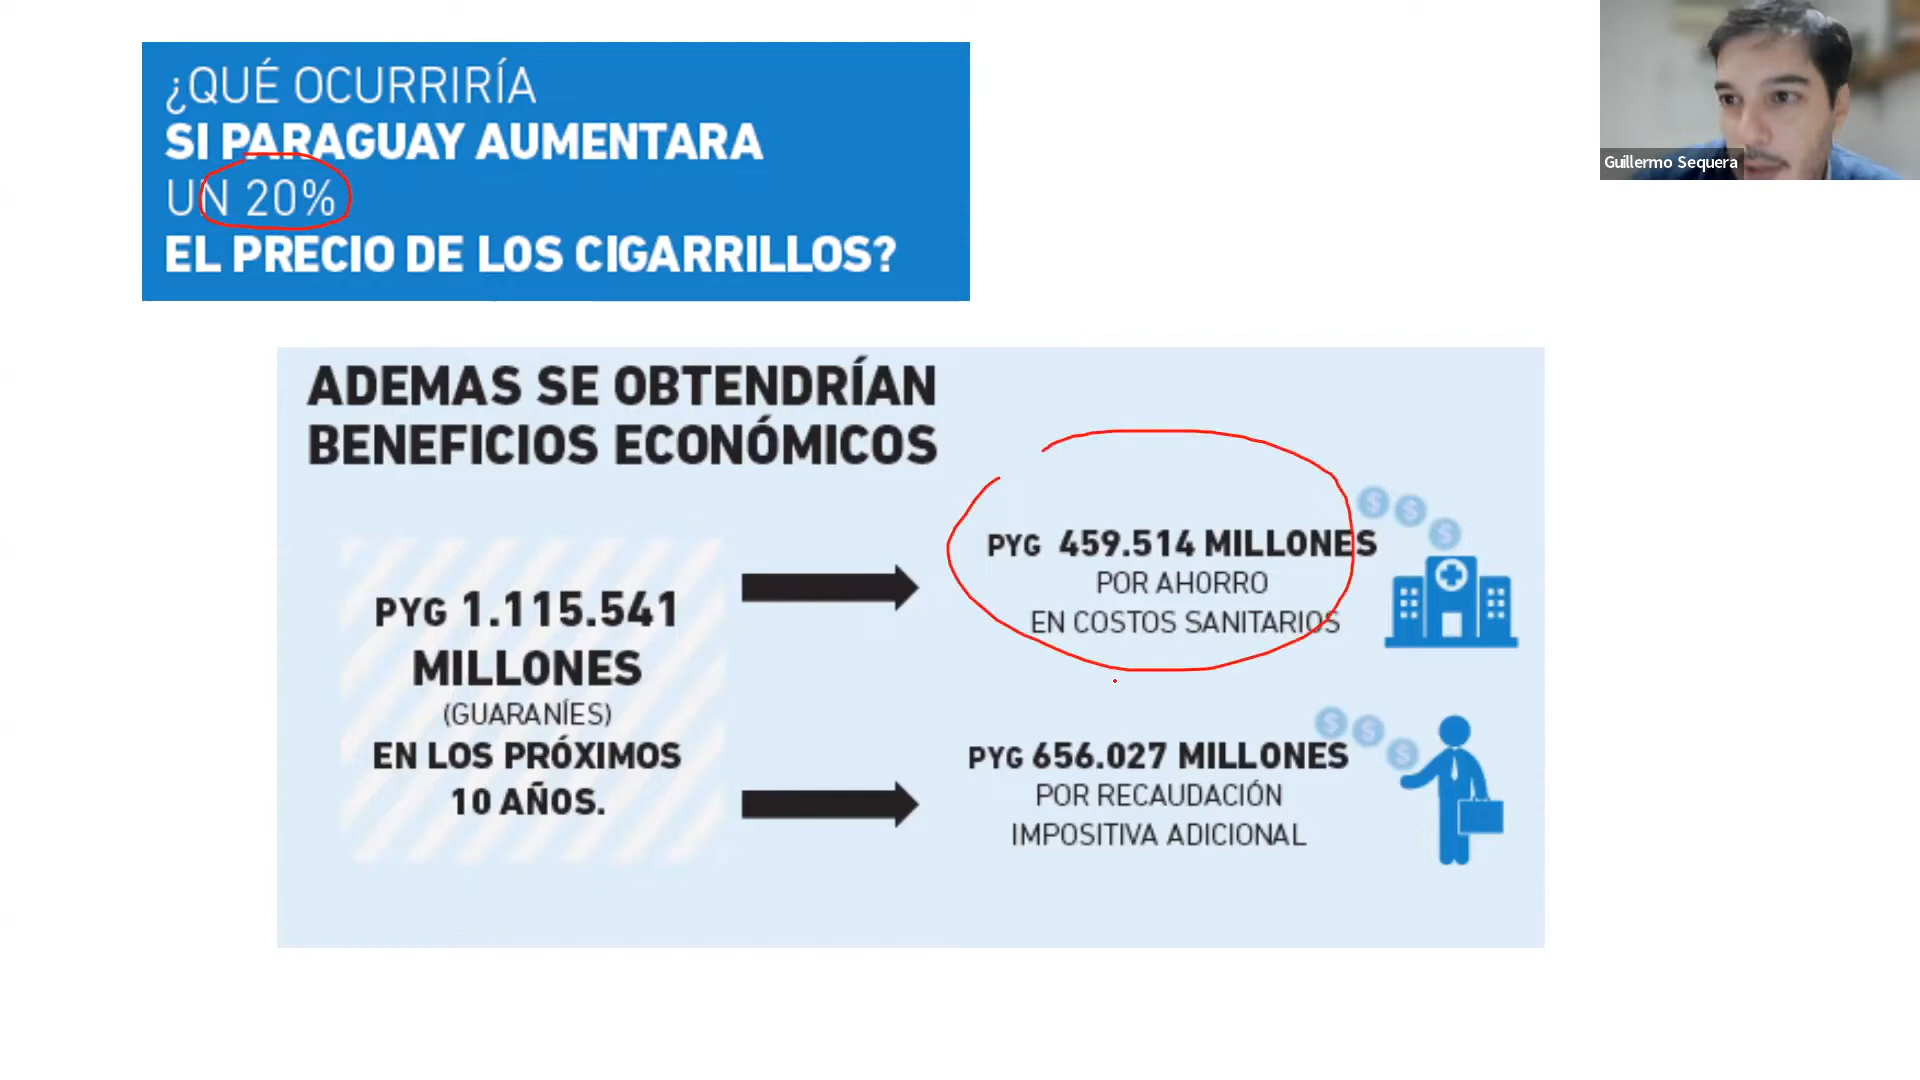 ¿QUÉ OCURRIRÍA
SI PARAGUAY AUMENTARA
UN 20%
EL PRECIO DE LOS CIGARRILLOS?
Guillermo Sequera
ADEMAS SE OBTENDRÍAN
BENEFICIOS ECONÓMICOS
PYG 1.115.541
MILLONES
(GUARANÍES)
EN LOS PRÓXIMOS
10 AÑOS.
PYG 459.514 MILLONES
POR AHORRO
EN COSTOS SANITARIOS
PYG 656.027 MILLONES
POR RECAUDACIÓN
IMPOSITIVA ADICIONAL